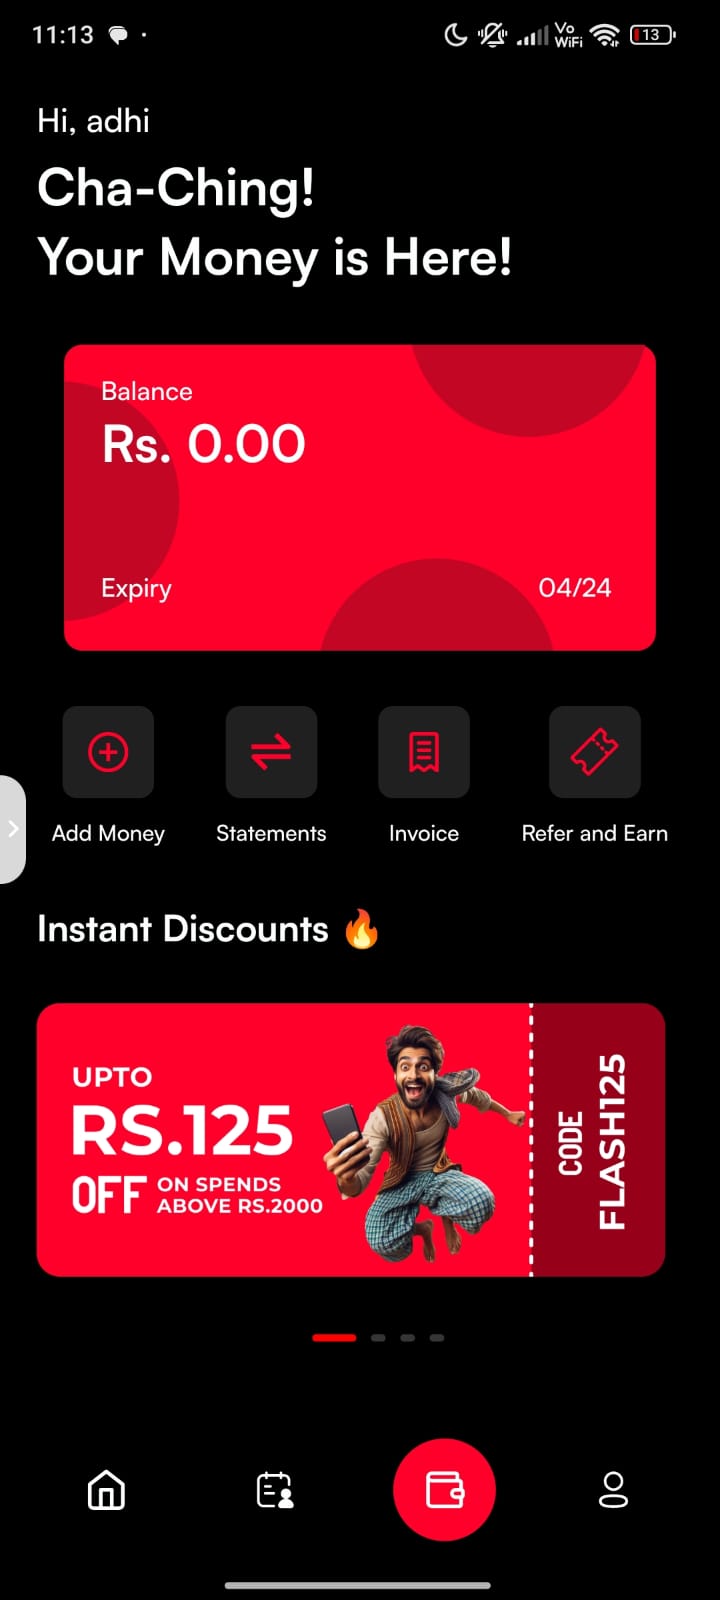 11:13
Vo
WiFi
13
Hi, adhi
Cha-Ching!
Your Money is Here!
Balance
Rs. 0.00
Expiry 04/24
Add Money Statements Invoice Refer and Earn
Instant Discounts 🔥
UPTO
RS.125
OFF ON SPENDS
ABOVE RS.2000
CODE
FLASH125